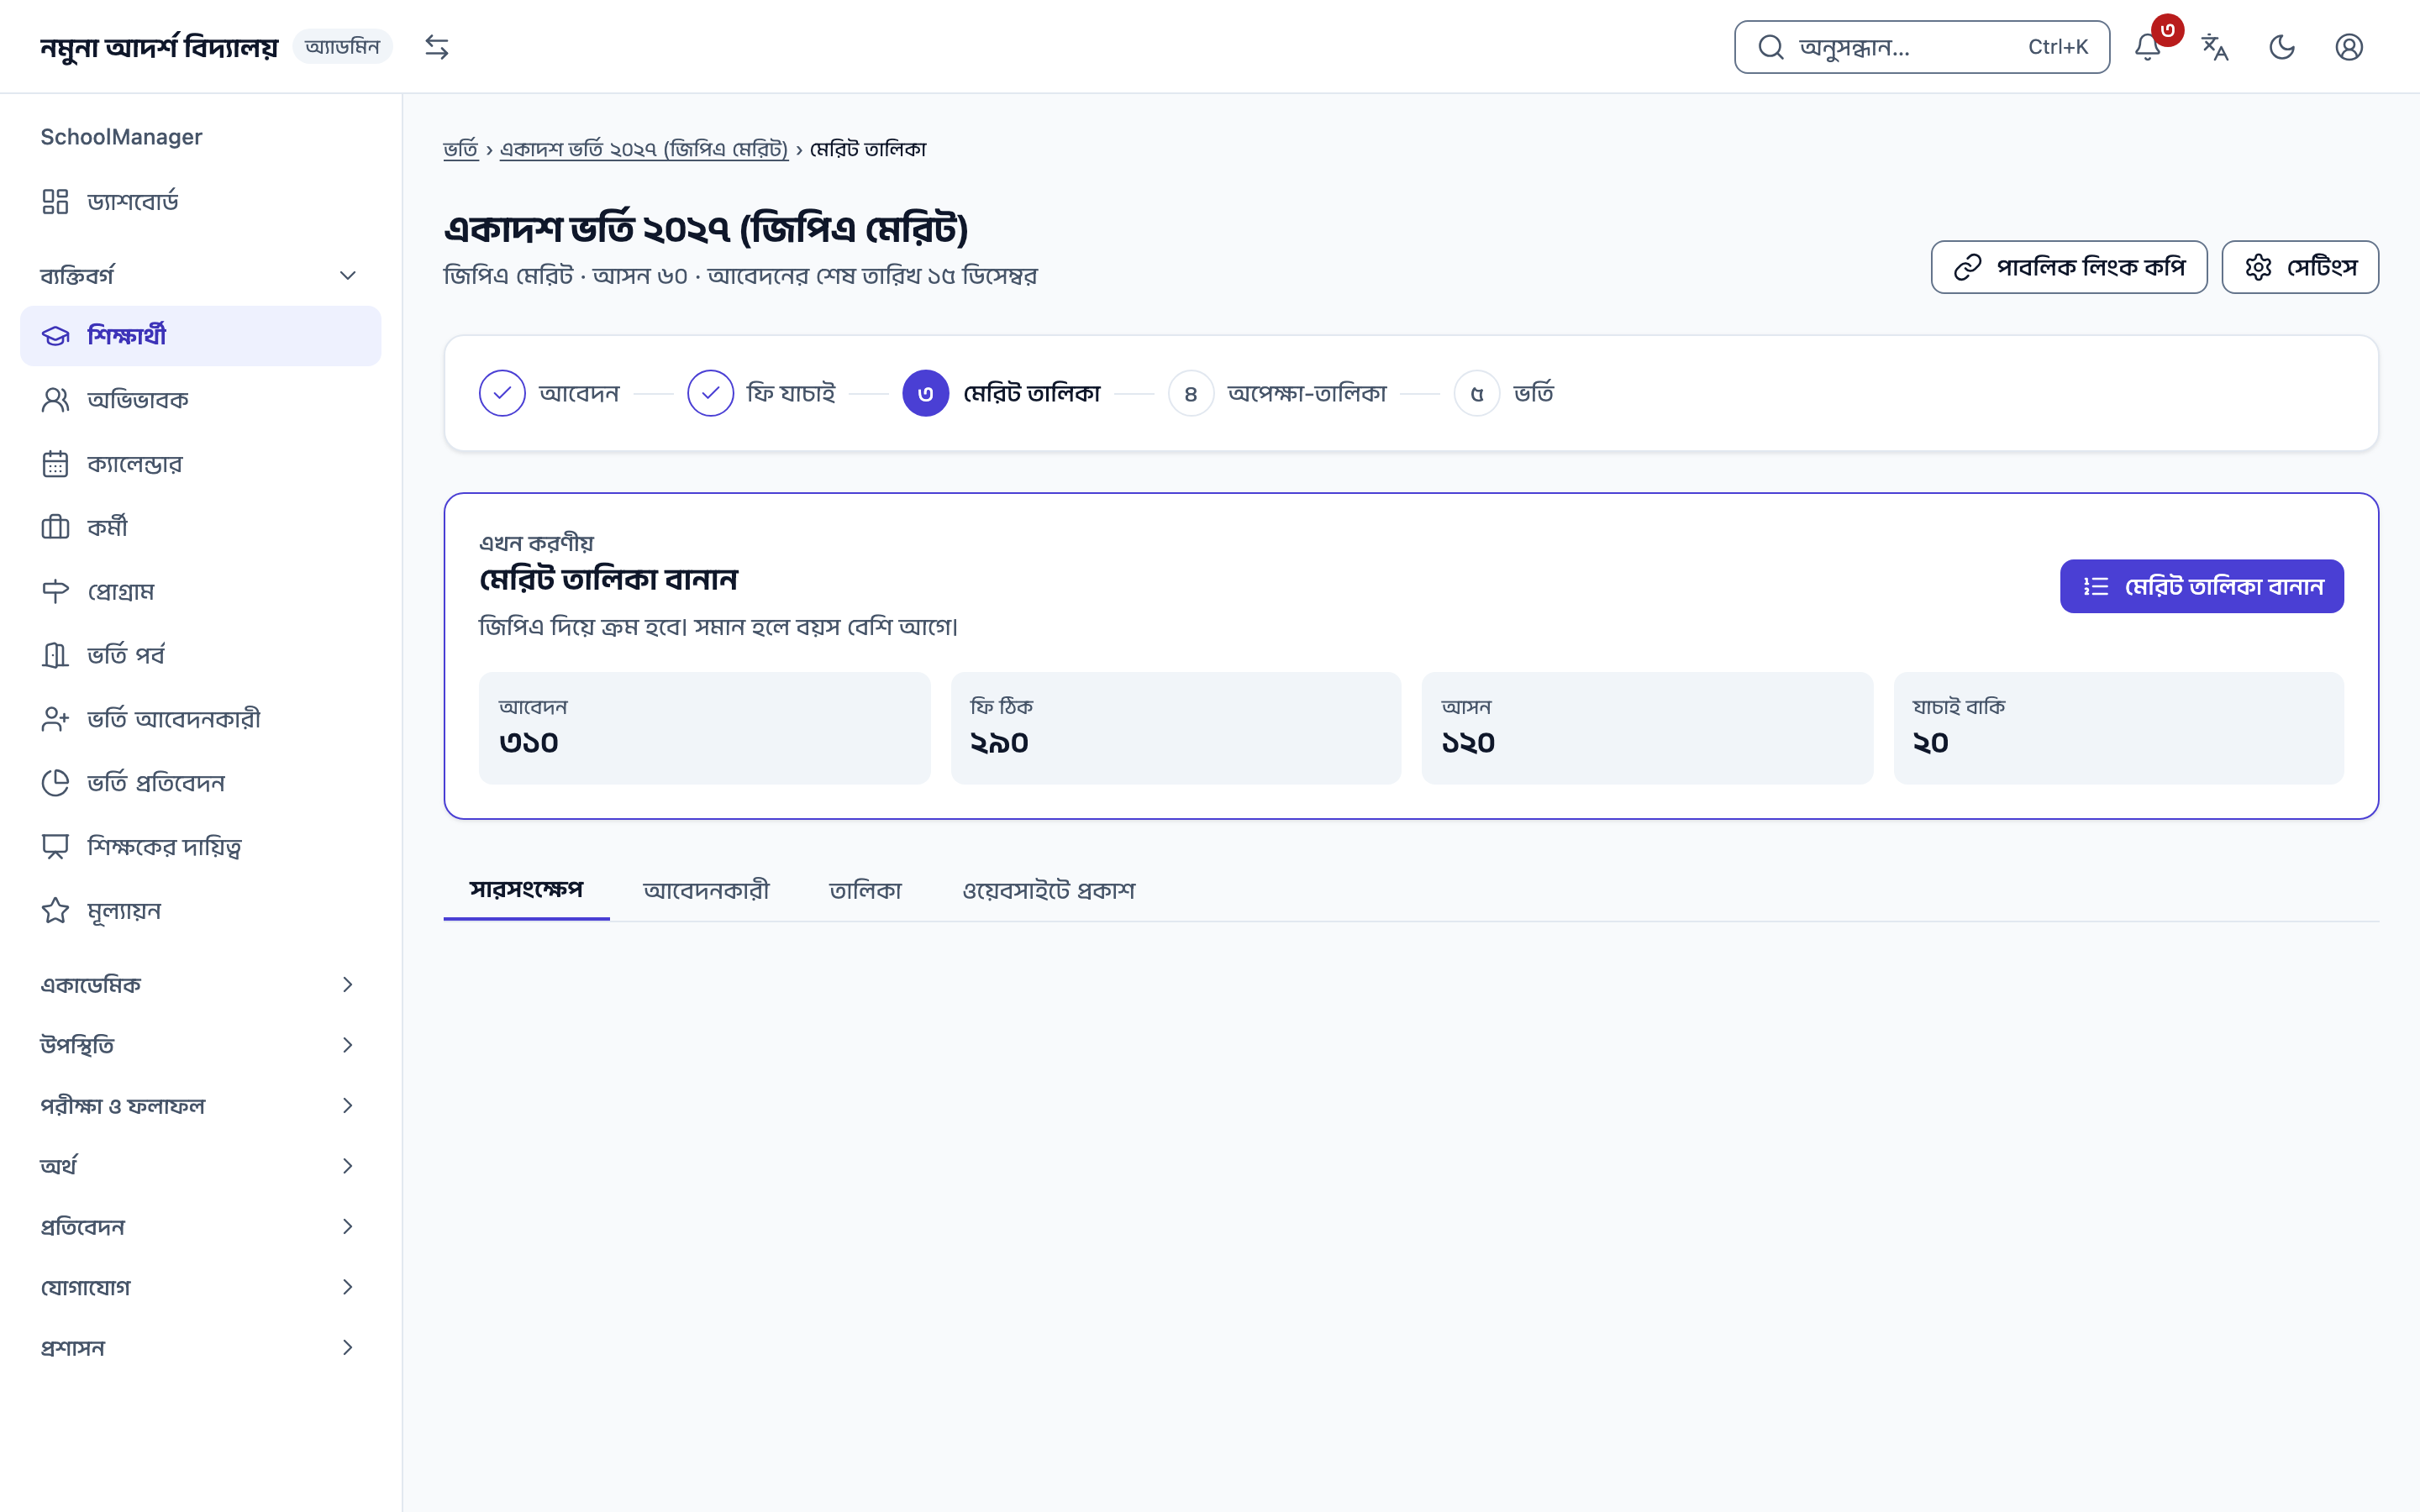 নমুনা আদর্শ বিদ্যালয়
অ্যাডমিন
অনুসন্ধান...
Ctrl+K
৩
SchoolManager
ড্যাশবোর্ড
ব্যক্তিবর্গ
শিক্ষার্থী
অভিভাবক
ক্যালেন্ডার
কর্মী
প্রোগ্রাম
ভর্তি পর্ব
ভর্তি আবেদনকারী
ভর্তি প্রতিবেদন
শিক্ষকের দায়িত্ব
মূল্যায়ন
একাডেমিক
উপস্থিতি
পরীক্ষা ও ফলাফল
অর্থ
প্রতিবেদন
যোগাযোগ
প্রশাসন
ভর্তি › একাদশ ভর্তি ২০২৭ (জিপিএ মেরিট) › মেরিট তালিকা
একাদশ ভর্তি ২০২৭ (জিপিএ মেরিট)
জিপিএ মেরিট · আসন ৬০ · আবেদনের শেষ তারিখ ১৫ ডিসেম্বর
পাবলিক লিংক কপি
সেটিংস
আবেদন
ফি যাচাই
৩ মেরিট তালিকা
৪ অপেক্ষা-তালিকা
৫ ভর্তি
এখন করণীয়
মেরিট তালিকা বানান
জিপিএ দিয়ে ক্রম হবে। সমান হলে বয়স বেশি আগে।
মেরিট তালিকা বানান
আবেদন
৩১০
ফি ঠিক
২৯০
আসন
১২০
যাচাই বাকি
২০
সারসংক্ষেপ
আবেদনকারী
তালিকা
ওয়েবসাইটে প্রকাশ